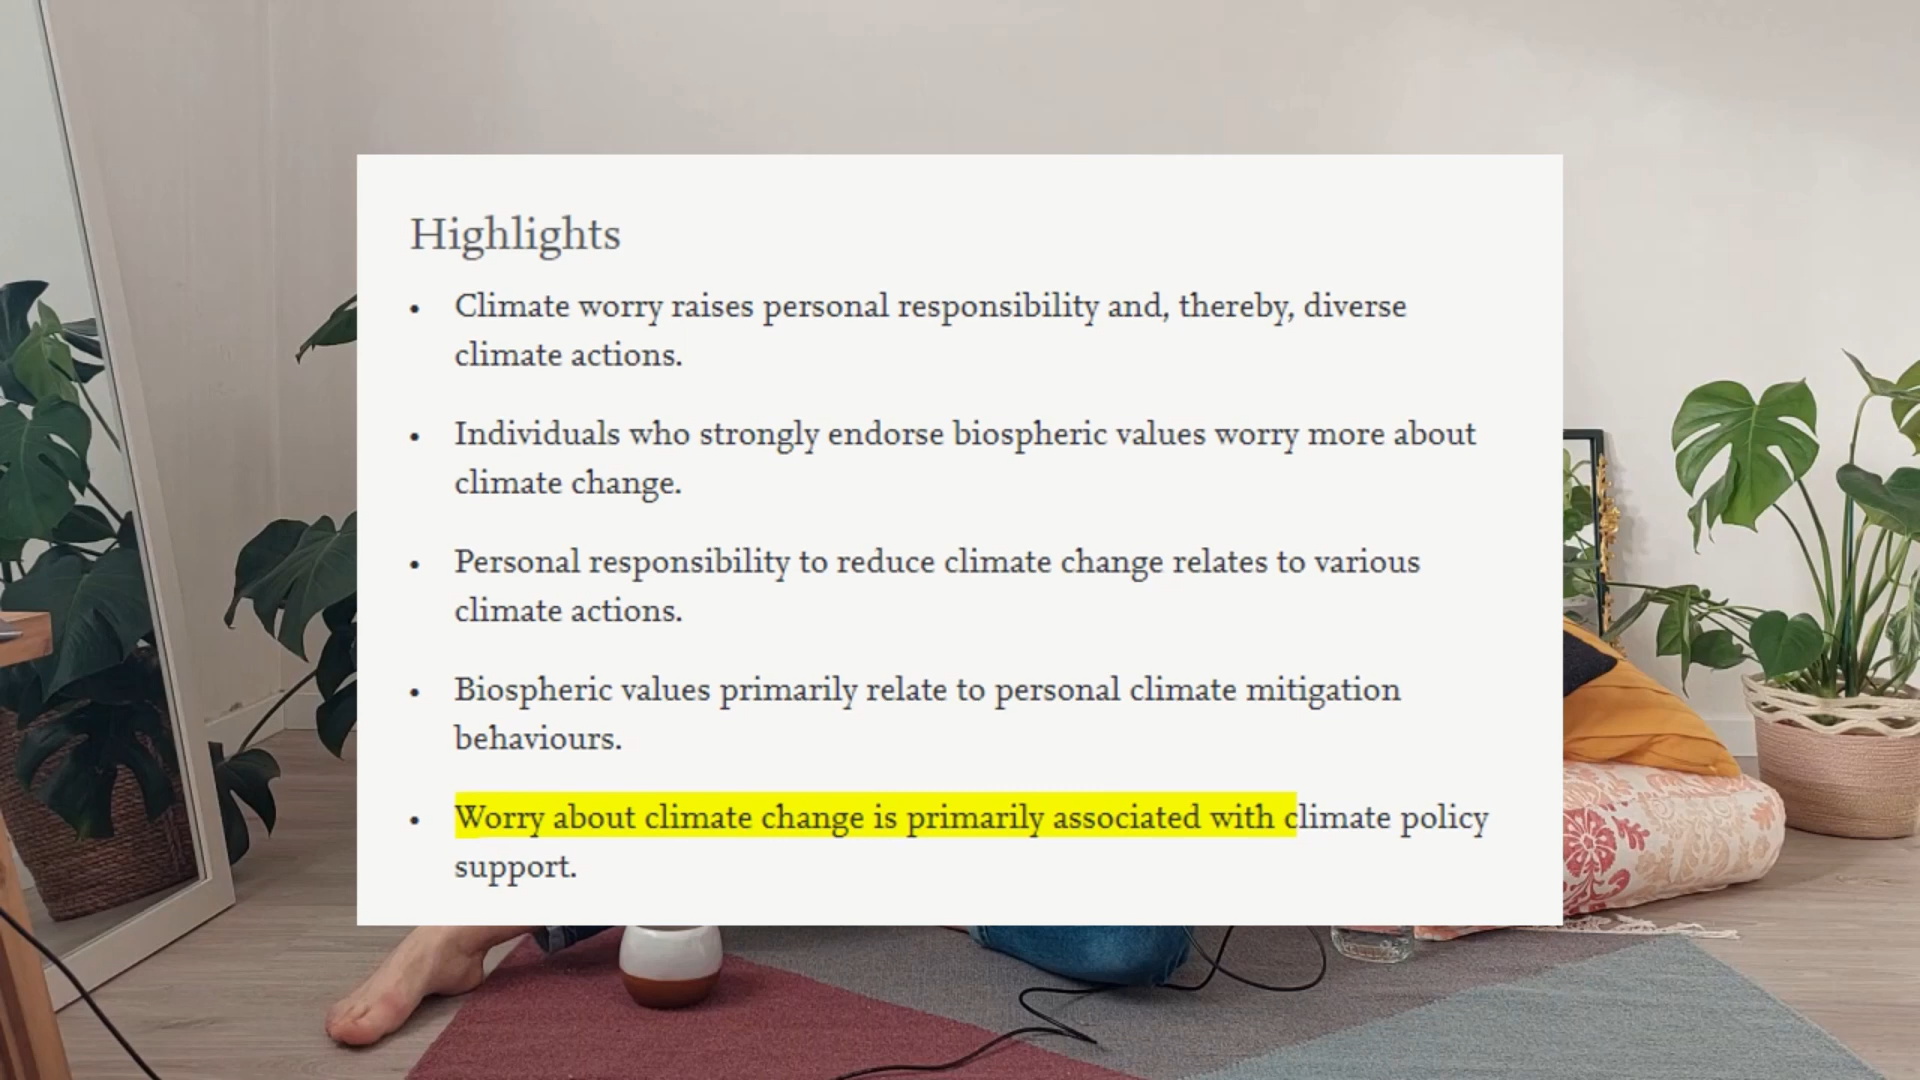 Highlights
• Climate worry raises personal responsibility and, thereby, diverse
climate actions.
• Individuals who strongly endorse biospheric values worry more about
climate change.
• Personal responsibility to reduce climate change relates to various
climate actions.
• Biospheric values primarily relate to personal climate mitigation
behaviours.
• Worry about climate change is primarily associated with climate policy
support.